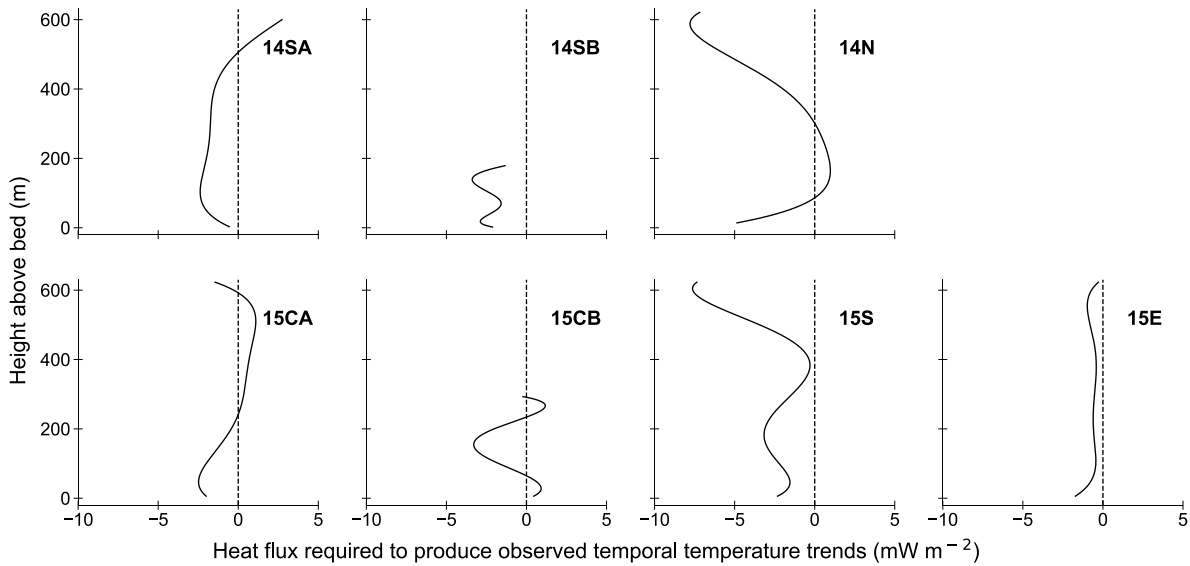 600
400
200
0
14SA
14SB
14N
Height above bed (m)
600
400
200
0
15CA
15CB
15S
15E
−10 −5 0 5 −10 −5 0 5 −10 −5 0 5 −10 −5 0 5
Heat flux required to produce observed temporal temperature trends (mW m⁻²)